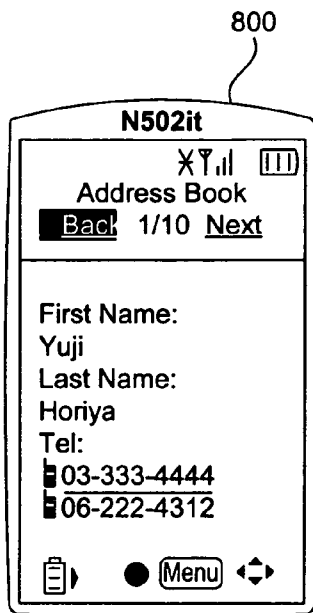 800
N502it
Address Book
Back 1/10 Next
First Name:
Yuji
Last Name:
Horiya
Tel:
03-333-4444
06-222-4312
Menu